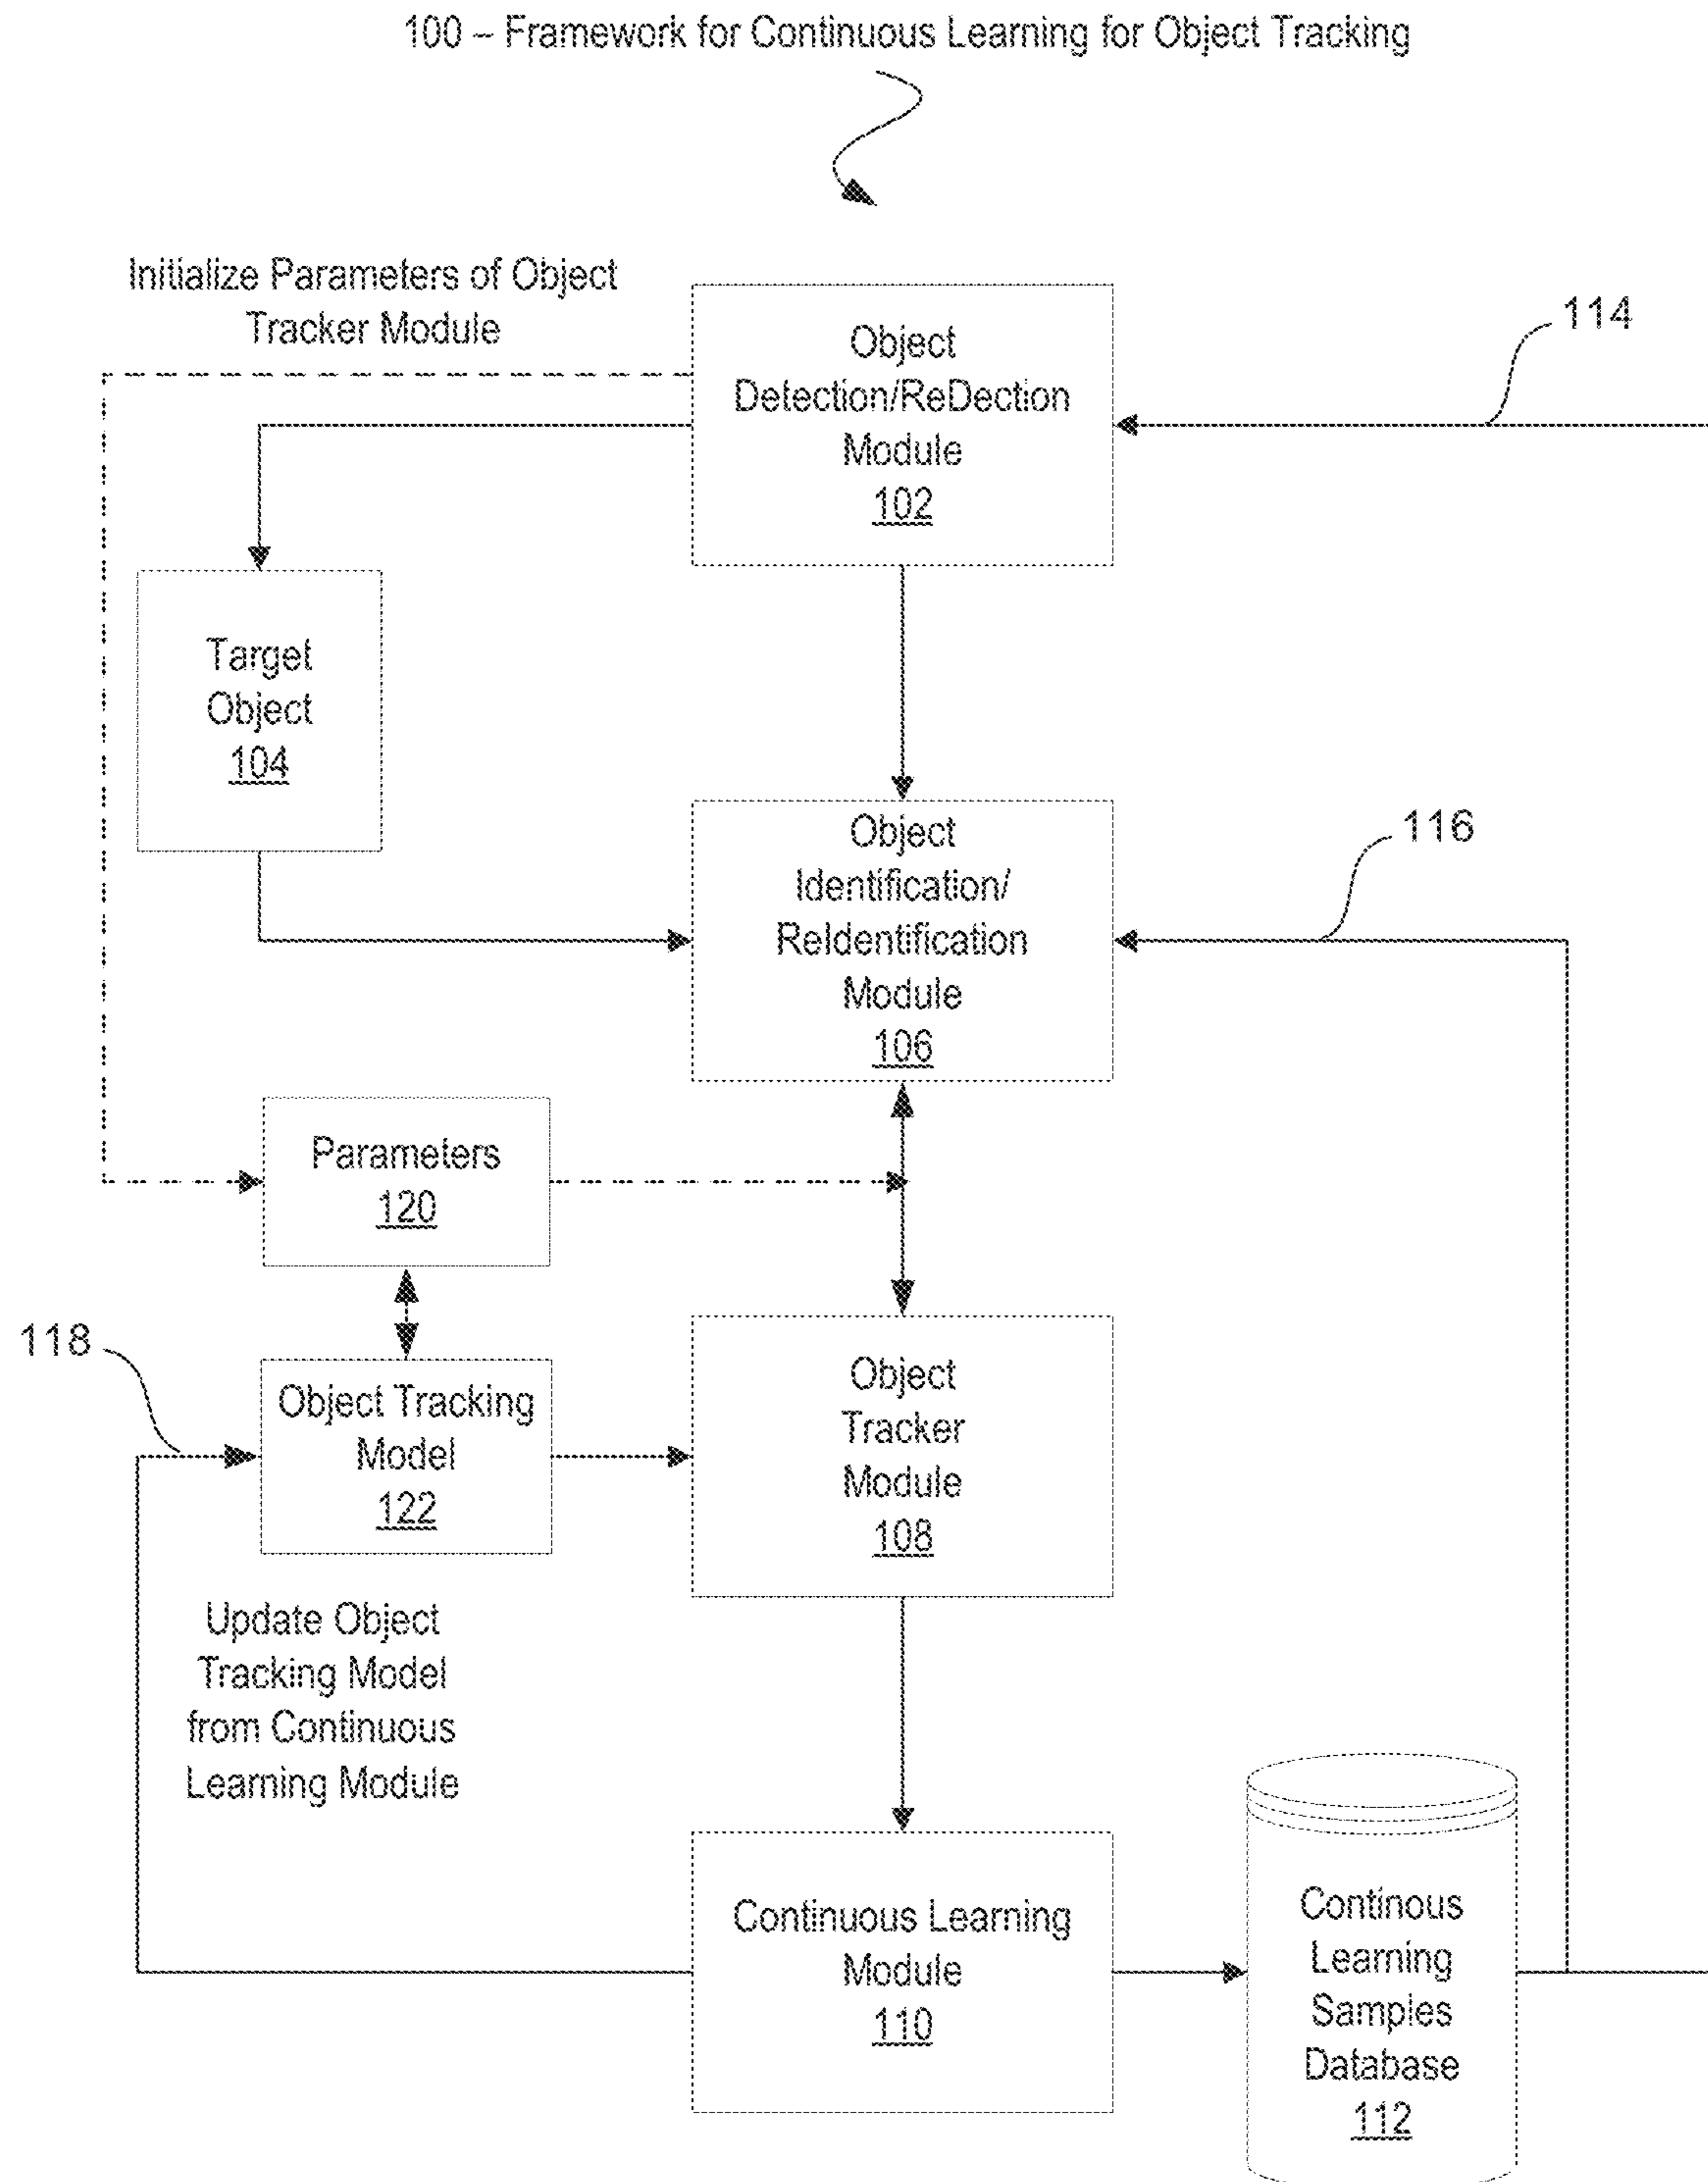 100 – Framework for Continuous Learning for Object Tracking
Initialize Parameters of Object
Tracker Module
Object
Detection/ReDection
Module
102
114
Target
Object
104
Object
Identification/
ReIdentification
Module
106
116
Parameters
120
118
Object Tracking
Model
122
Object
Tracker
Module
108
Update Object
Tracking Model
from Continuous
Learning Module
Continuous Learning
Module
110
Continous
Learning
Samples
Database
112